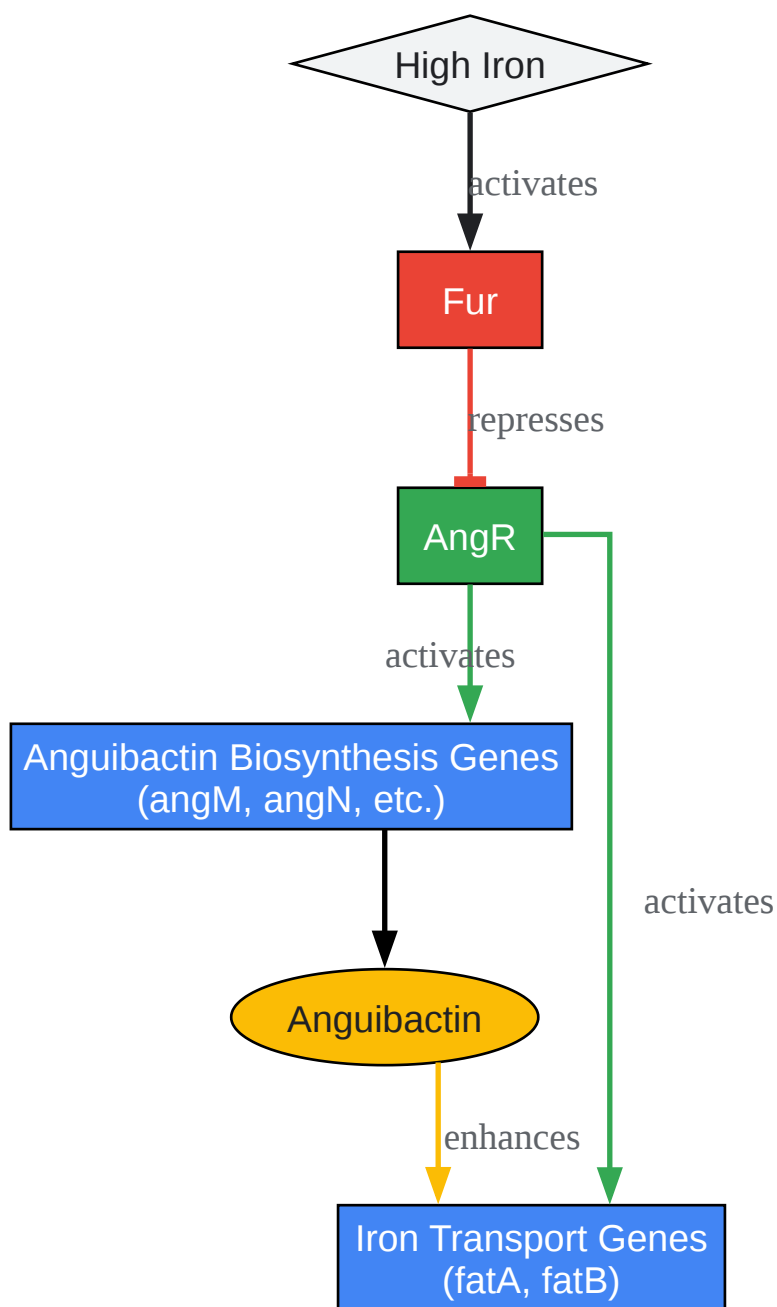 High Iron
activates
Fur
represses
AngR
activates
Anguibactin Biosynthesis Genes
(angM, angN, etc.)
activates
Anguibactin
enhances
Iron Transport Genes
(fatA, fatB)